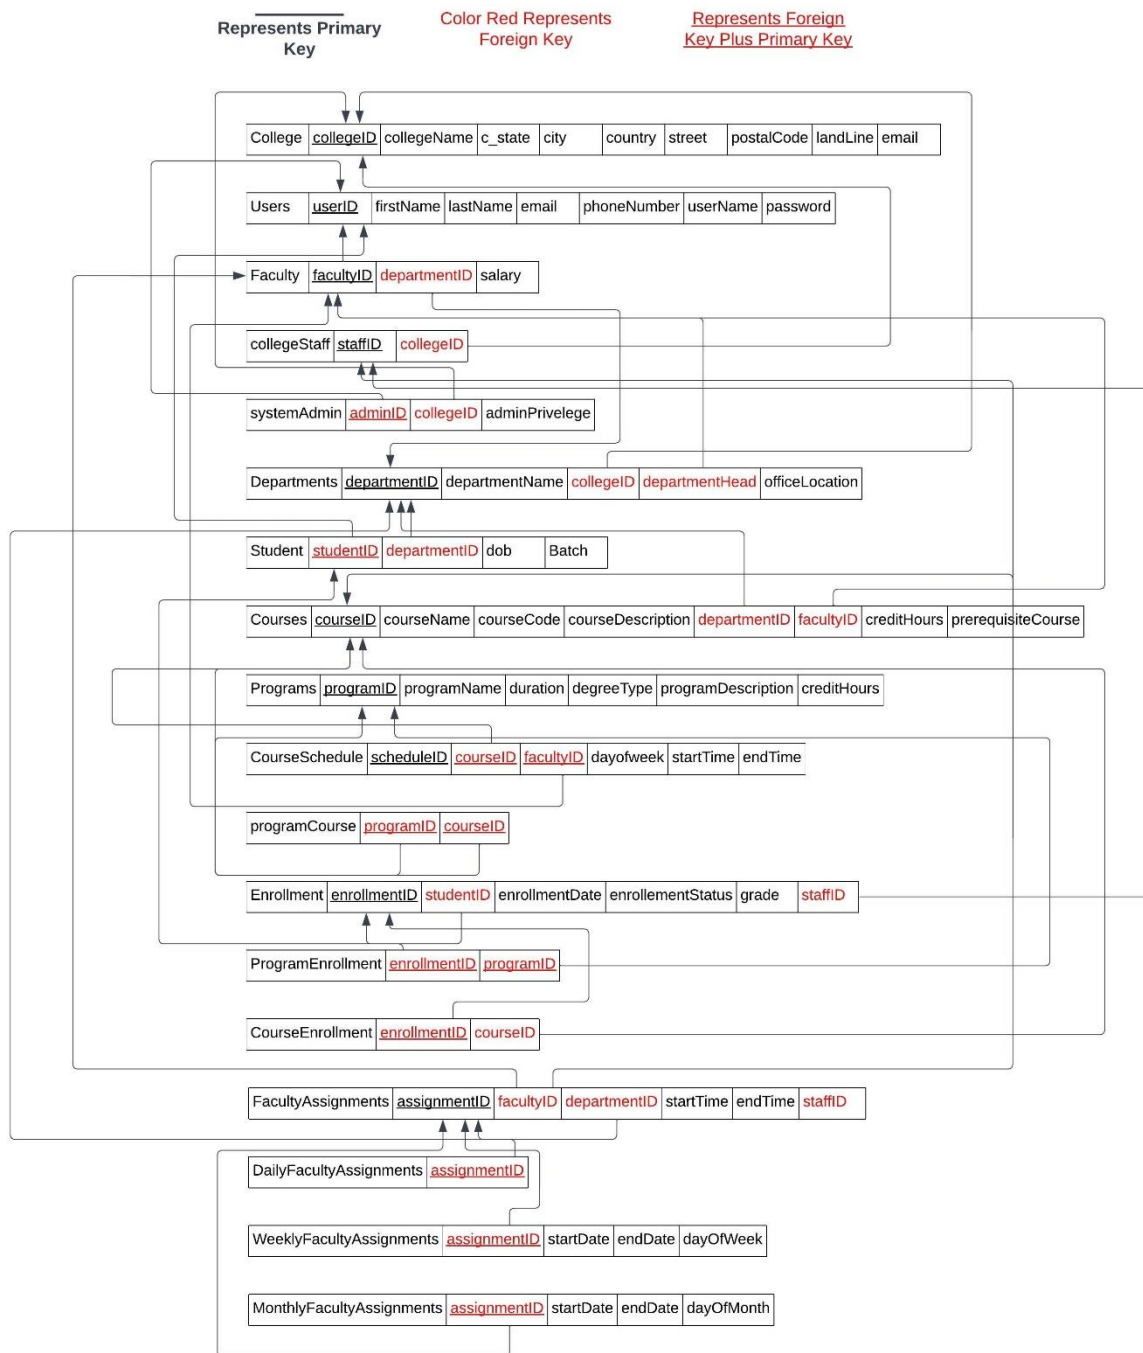 Represents Primary
Key
Color Red Represents
Foreign Key
Represents Foreign
Key Plus Primary Key
College collegeID collegeName c_state city country street postalCode landLine email
Users userID firstName lastName email phoneNumber userName password
Faculty facultyID departmentID salary
collegeStaff staffID collegeID
systemAdmin adminID collegeID adminPrivelege
Departments departmentID departmentName collegeID departmentHead officeLocation
Student studentID departmentID dob Batch
Courses courseID courseName courseCode courseDescription departmentID facultyID creditHours prerequisiteCourse
Programs programID programName duration degreeType programDescription creditHours
CourseSchedule scheduleID courseID facultyID dayofweek startTime endTime
programCourse programID courseID
Enrollment enrollmentID studentID enrollmentDate enrollementStatus grade staffID
ProgramEnrollment enrollmentID programID
CourseEnrollment enrollmentID courseID
FacultyAssignments assignmentID facultyID departmentID startTime endTime staffID
DailyFacultyAssignments assignmentID
WeeklyFacultyAssignments assignmentID startDate endDate dayOfWeek
MonthlyFacultyAssignments assignmentID startDate endDate dayOfMonth